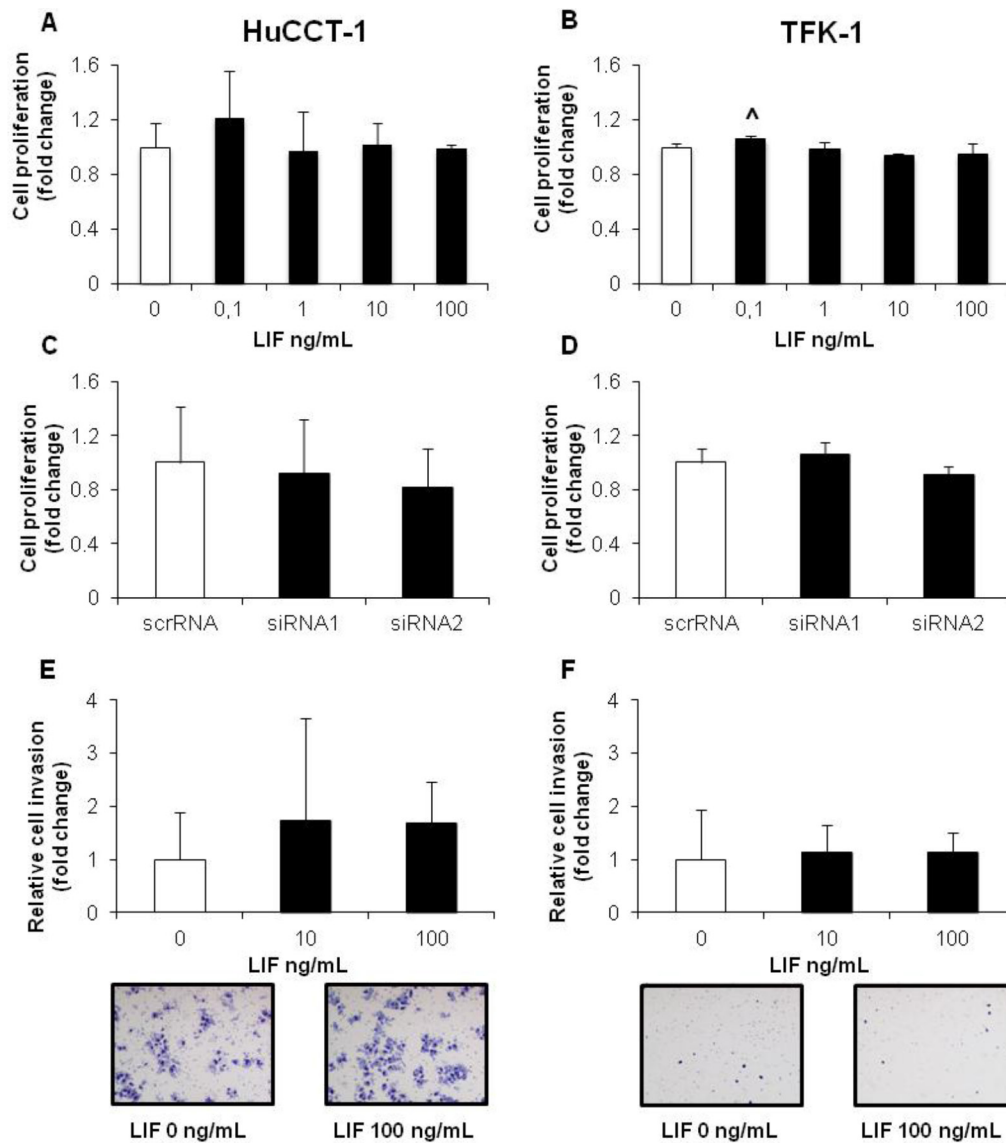 A
HuCCT-1
Cell proliferation
(fold change)
1.6
1.2
0.8
0.4
0
0 0,1 1 10 100
LIF ng/mL
B
TFK-1
Cell proliferation
(fold change)
1.6
1.2
0.8
0.4
0
^
0 0,1 1 10 100
LIF ng/mL
C
Cell proliferation
(fold change)
1.6
1.2
0.8
0.4
0
scrRNA siRNA1 siRNA2
D
Cell proliferation
(fold change)
1.6
1.2
0.8
0.4
0
scrRNA siRNA1 siRNA2
E
Relative cell invasion
(fold change)
4
3
2
1
0
0 10 100
LIF ng/mL
LIF 0 ng/mL LIF 100 ng/mL
F
Relative cell invasion
(fold change)
4
3
2
1
0
0 10 100
LIF ng/mL
LIF 0 ng/mL LIF 100 ng/mL